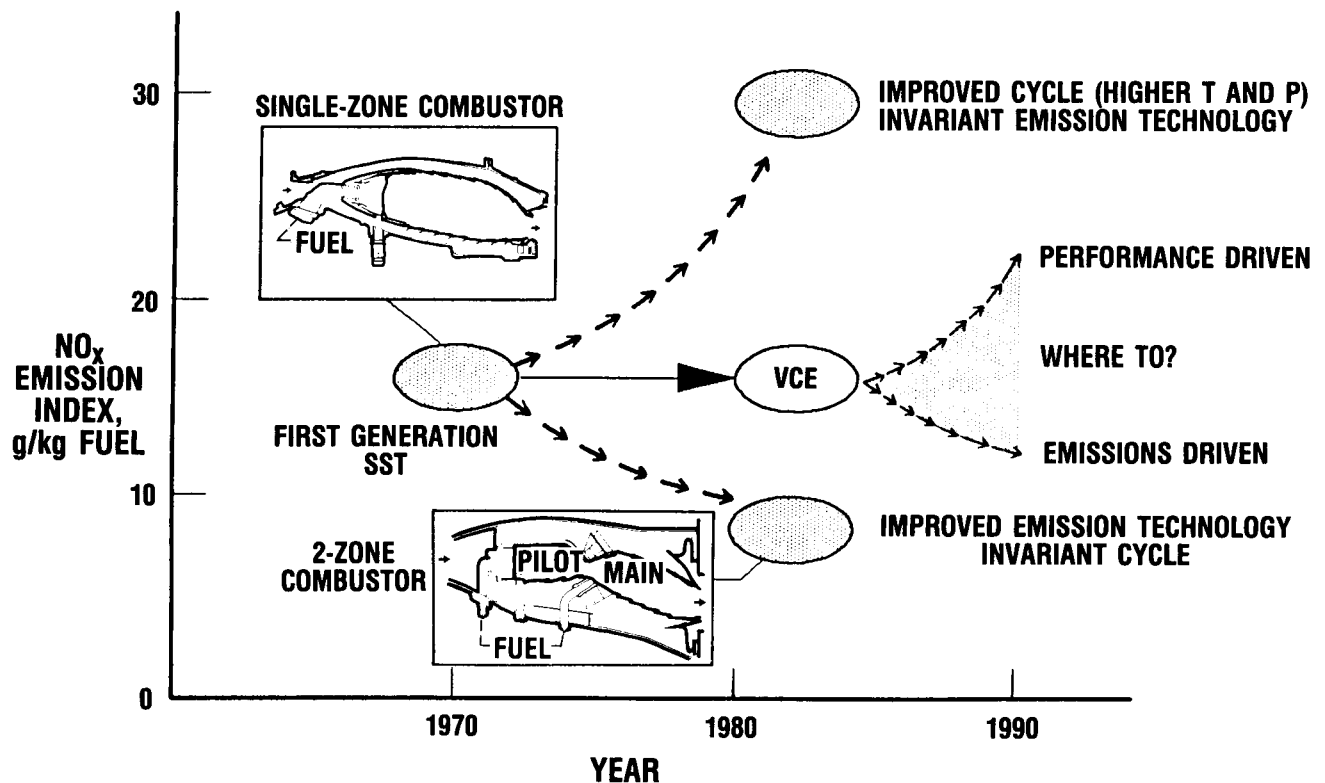 30
20
10
0
NOx
EMISSION
INDEX,
g/kg FUEL
SINGLE-ZONE COMBUSTOR
FUEL
FIRST GENERATION
SST
2-ZONE
COMBUSTOR
PILOT
MAIN
FUEL
VCE
IMPROVED CYCLE (HIGHER T AND P)
INVARIANT EMISSION TECHNOLOGY
PERFORMANCE DRIVEN
WHERE TO?
EMISSIONS DRIVEN
IMPROVED EMISSION TECHNOLOGY
INVARIANT CYCLE
1970
1980
1990
YEAR